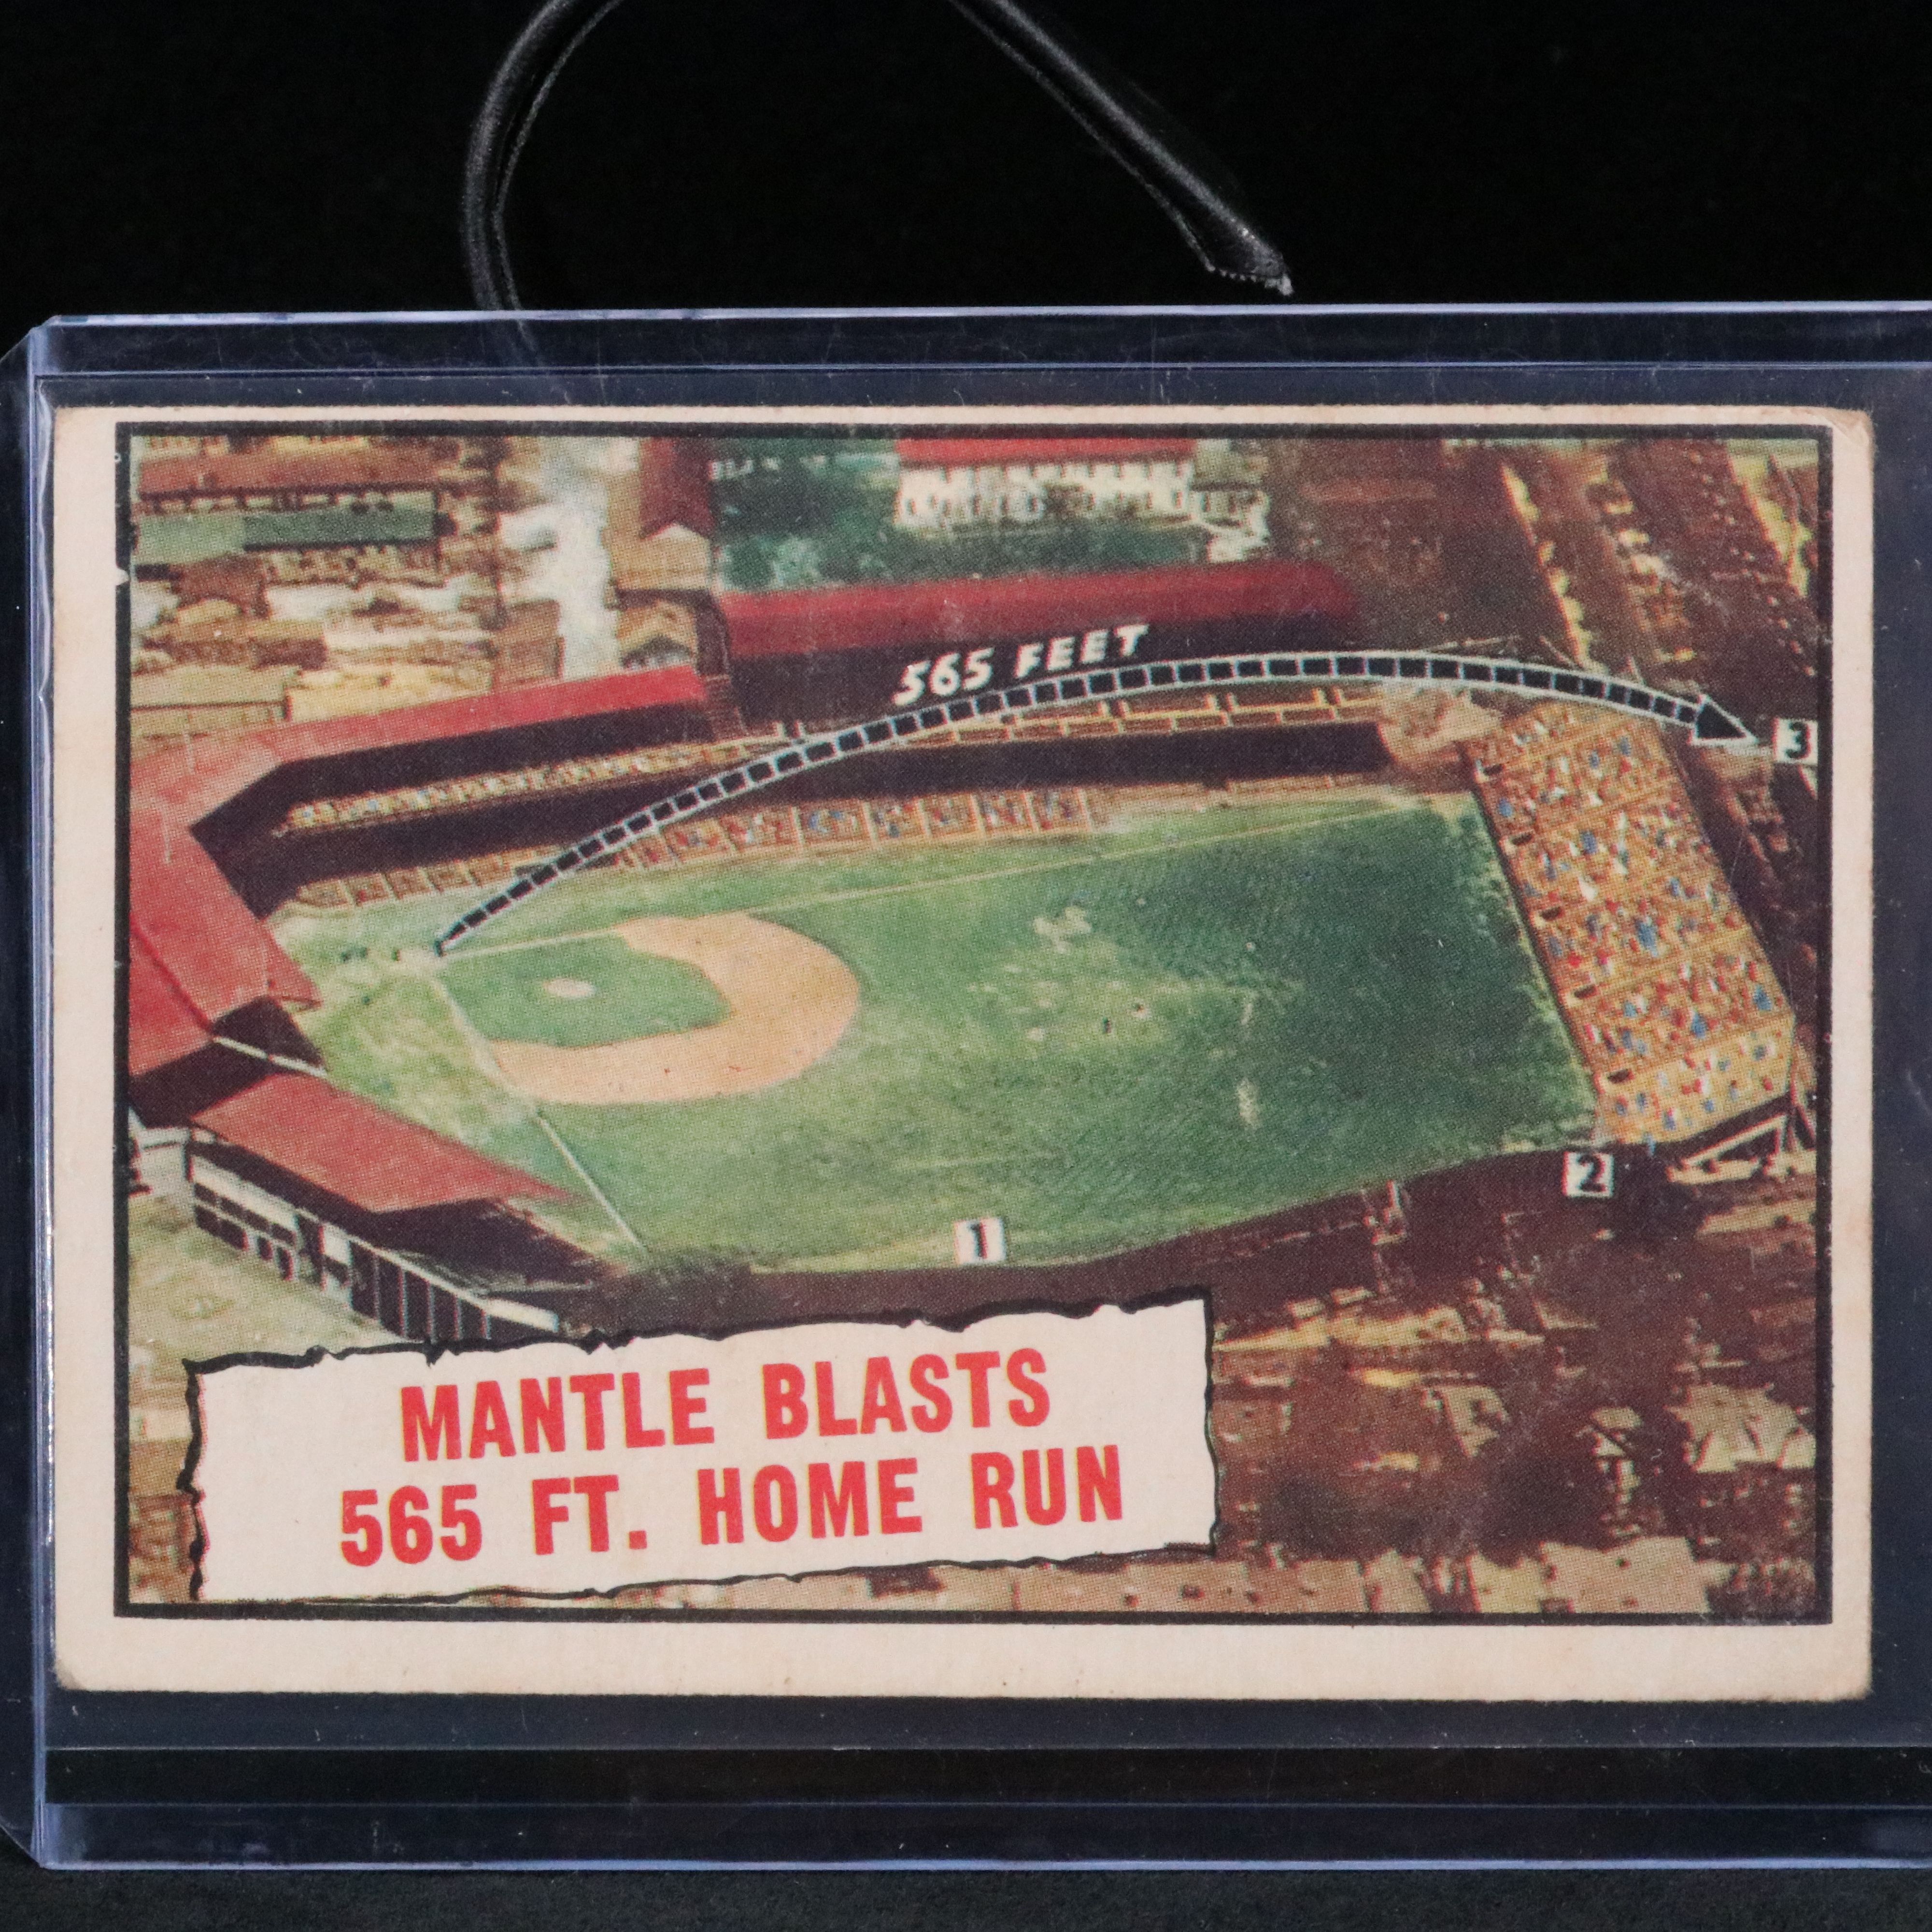 565 FEET
3
2
1
MANTLE BLASTS
565 FT. HOME RUN